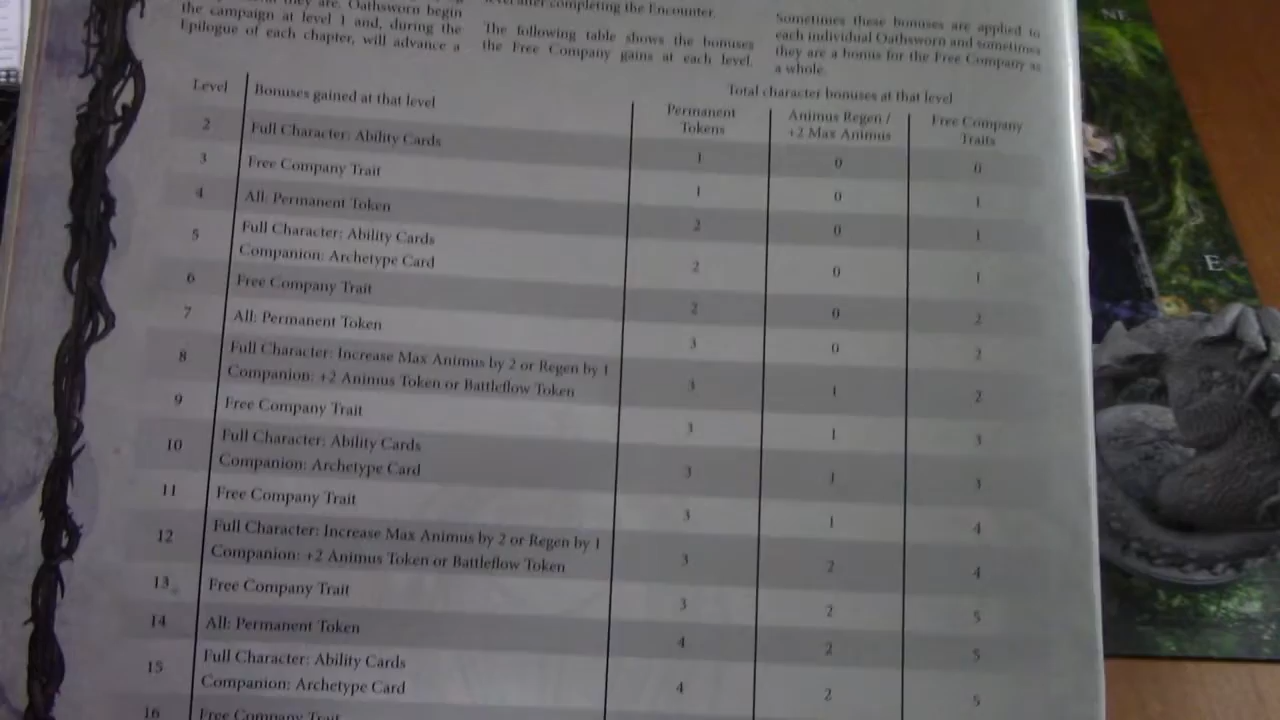 they are. Oathsworn begin
the campaign at level 1 and, during the
Epilogue of each chapter, will advance a
after completing the Encounter.
The following table shows the bonuses
the Free Company gains at each level.
Sometimes these bonuses are applied to
each individual Oathsworn and sometimes
they are a bonus for the Free Company as
a whole.
Total character bonuses at that level
Level Bonuses gained at that level Permanent Tokens Animus Regen / +2 Max Animus Free Company Traits
2 Full Character: Ability Cards 1 0 0
3 Free Company Trait 1 0 1
4 All: Permanent Token 2 0 1
5 Full Character: Ability Cards 2 0 1
Companion: Archetype Card
6 Free Company Trait 2 0 2
7 All: Permanent Token 3 0 2
8 Full Character: Increase Max Animus by 2 or Regen by 1 3 1 2
Companion: +2 Animus Token or Battleflow Token
9 Free Company Trait 3 1 3
10 Full Character: Ability Cards 3 1 3
Companion: Archetype Card
11 Free Company Trait 3 1 4
12 Full Character: Increase Max Animus by 2 or Regen by 1 3 2 4
Companion: +2 Animus Token or Battleflow Token
13 Free Company Trait 3 2 5
14 All: Permanent Token 4 2 5
15 Full Character: Ability Cards 4 2 5
Companion: Archetype Card
16 Free Company Trait
NE
E